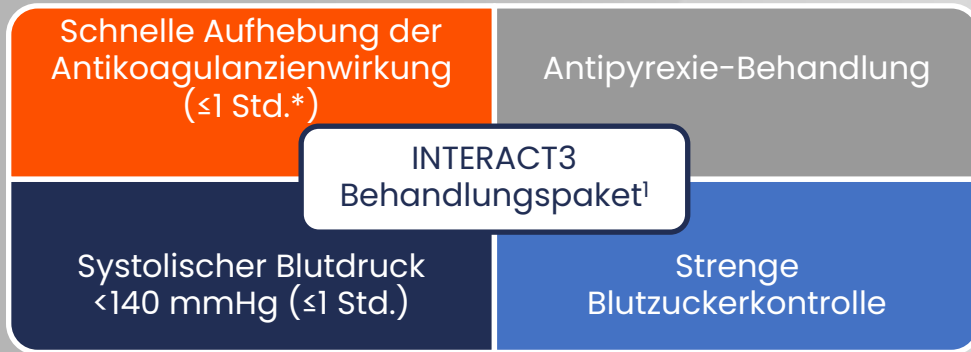 Schnelle Aufhebung der
Antikoagulanzienwirkung
(≤1 Std.*)
Antipyrexie-Behandlung
INTERACT3
Behandlungspaket¹
Systolischer Blutdruck
<140 mmHg (≤1 Std.)
Strenge
Blutzuckerkontrolle